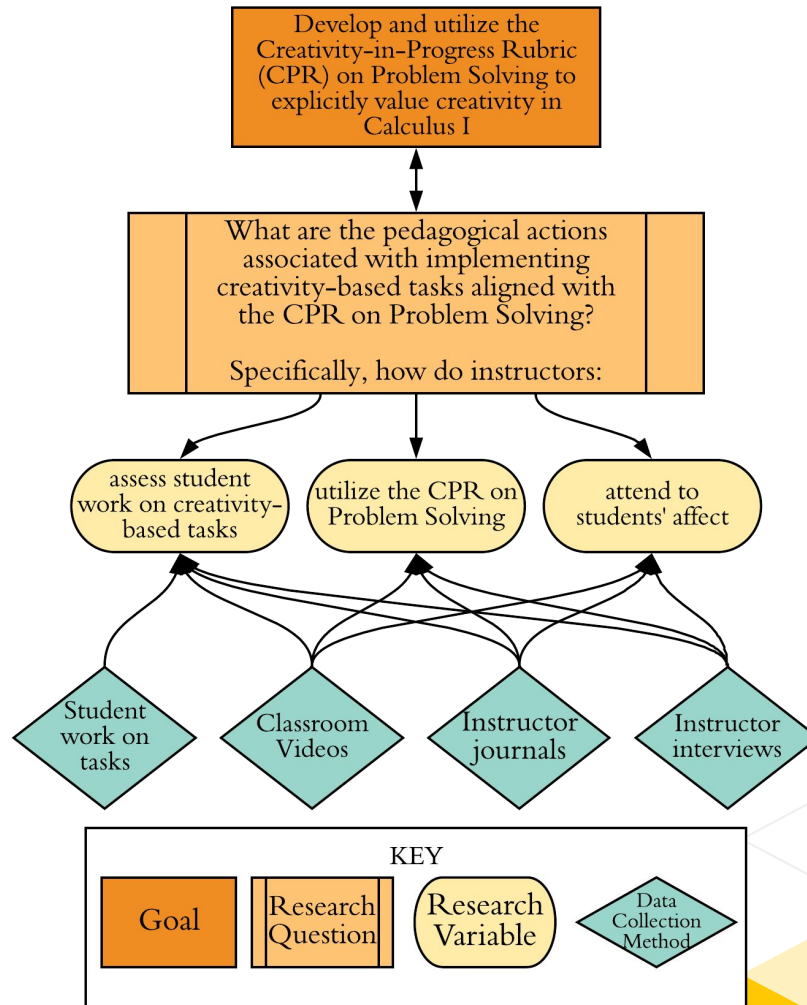 Develop and utilize the
Creativity-in-Progress Rubric
(CPR) on Problem Solving to
explicitly value creativity in
Calculus I
What are the pedagogical actions
associated with implementing
creativity-based tasks aligned with
the CPR on Problem Solving?
Specifically, how do instructors:
assess student
work on creativity-
based tasks
utilize the CPR on
Problem Solving
attend to
students' affect
Student
work on
tasks
Classroom
Videos
Instructor
journals
Instructor
interviews
KEY
Goal
Research
Question
Research
Variable
Data
Collection
Method